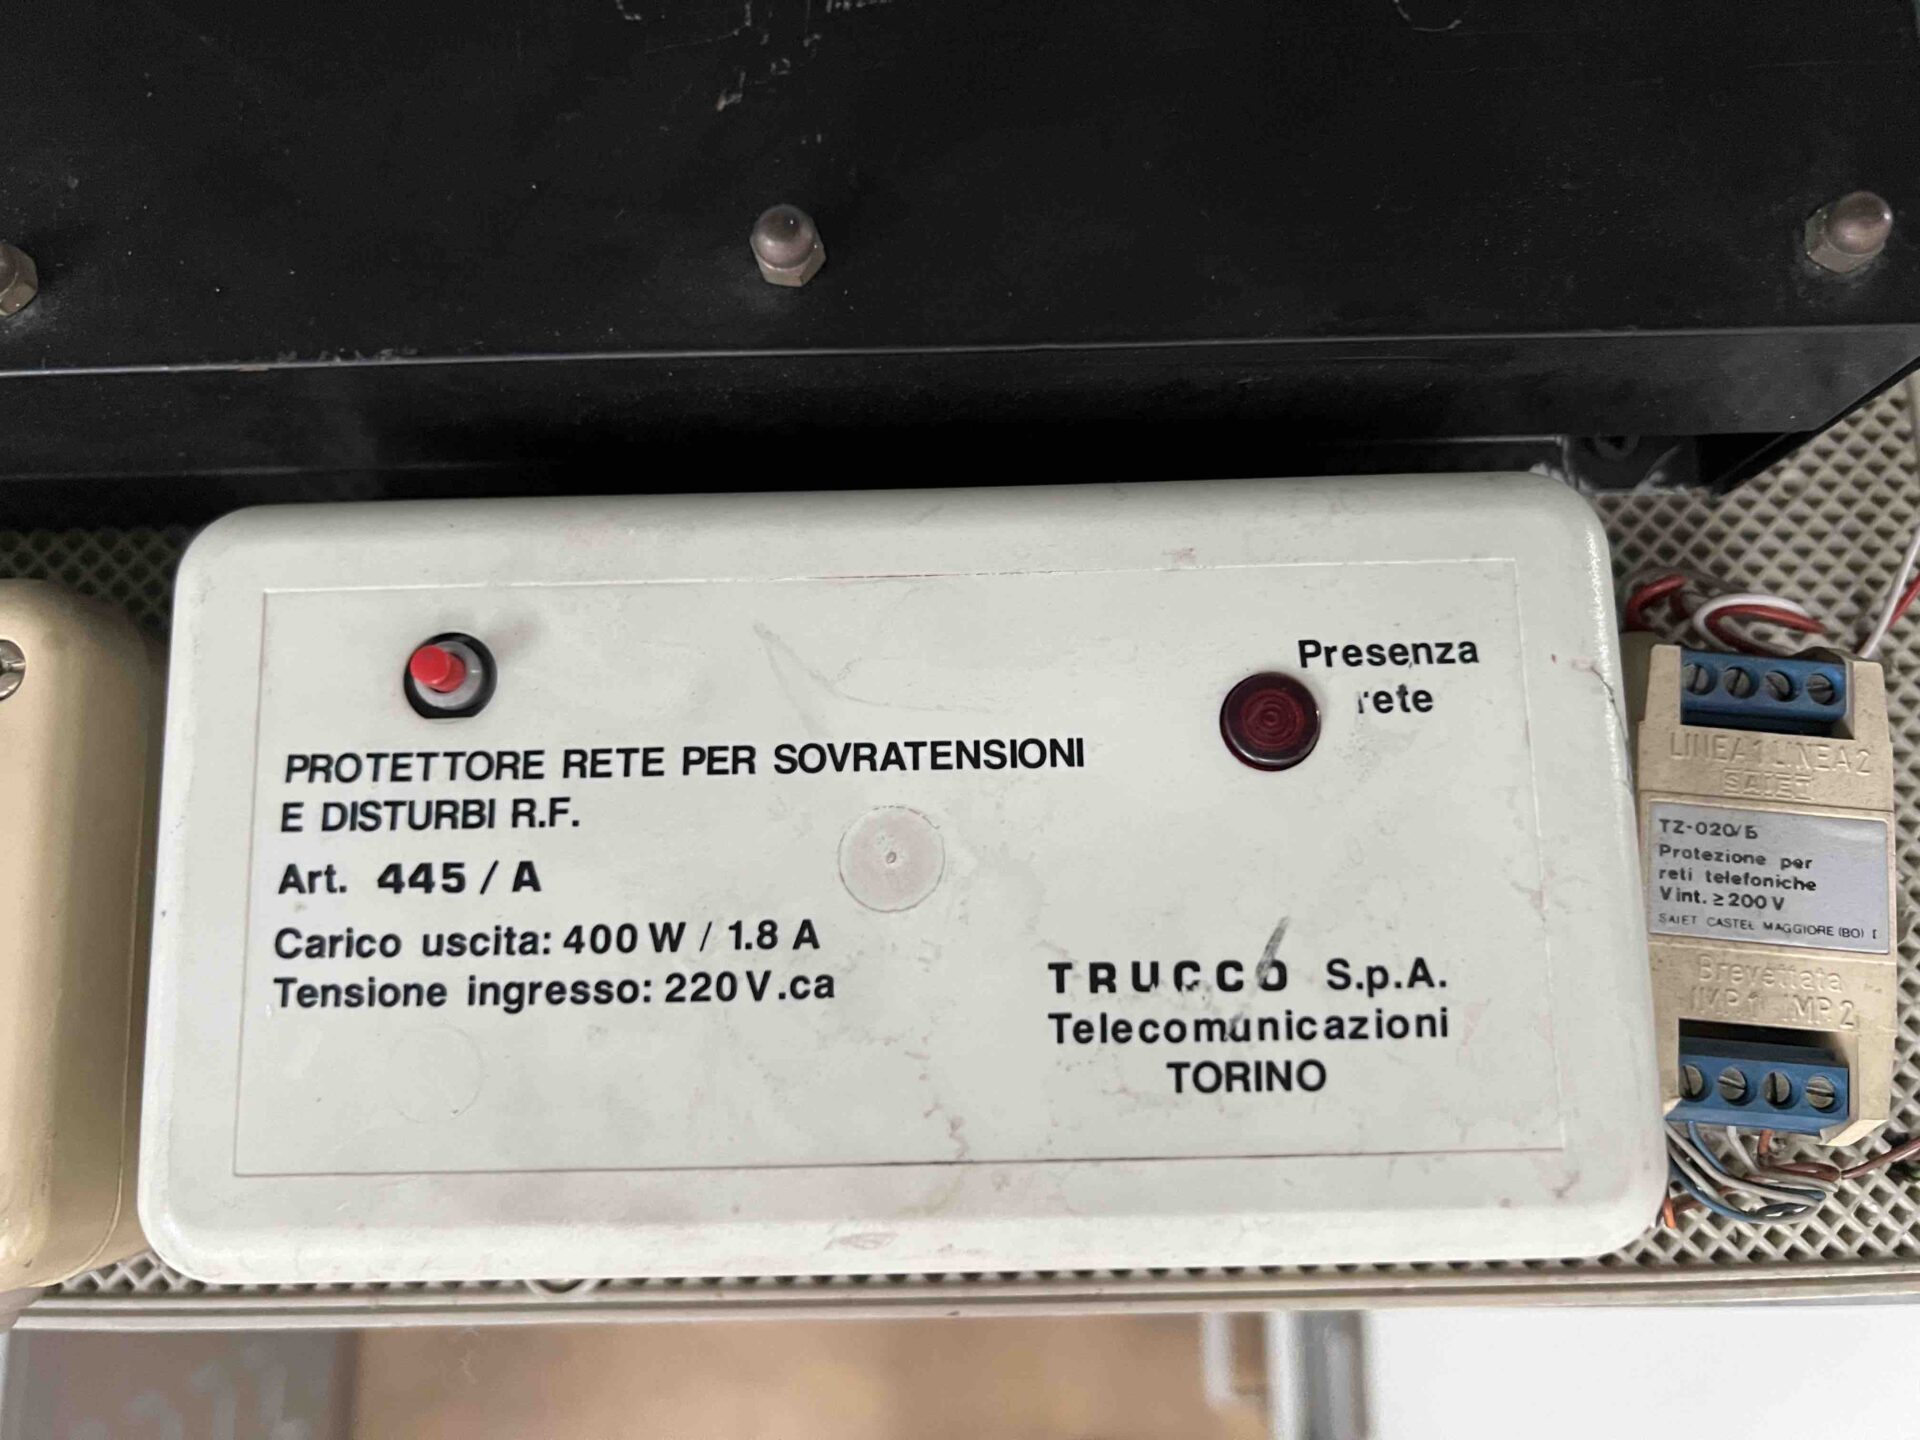 Presenza
rete
PROTETTORE RETE PER SOVRATENSIONI
E DISTURBI R.F.
Art. 445 / A
Carico uscita: 400 W / 1.8 A
Tensione ingresso: 220 V.ca
TRUCCO S.p.A.
Telecomunicazioni
TORINO
LINEA 1 LINEA 2
SAIET
TZ-020/B
Protezione per
reti telefoniche
V int. ≥ 200 V
SAIET CASTEL MAGGIORE (BO) I
Brevettata
IMP. 1 IMP. 2